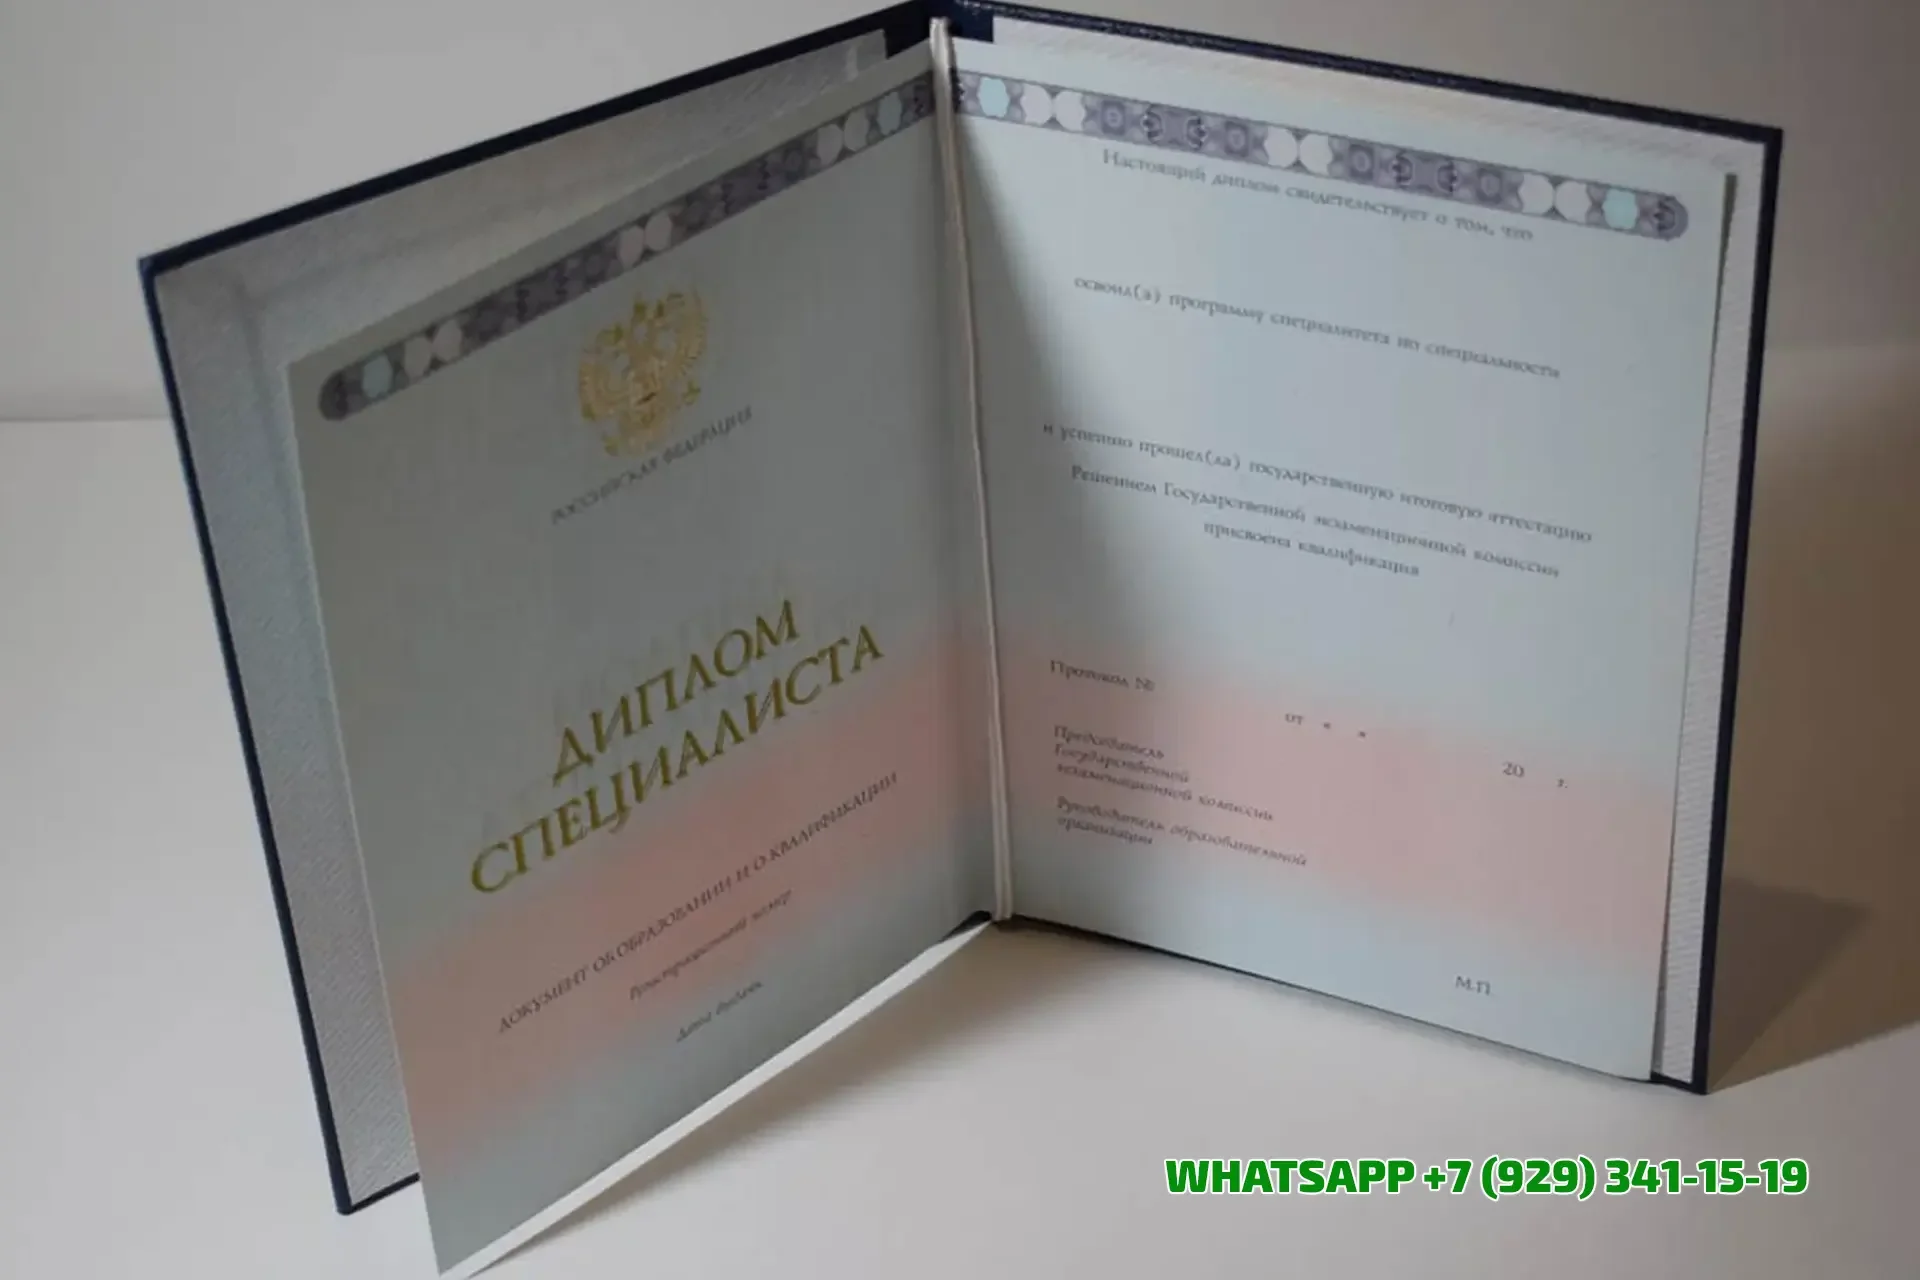 РОССИЙСКАЯ ФЕДЕРАЦИЯ
ДИПЛОМ
СПЕЦИАЛИСТА
ДОКУМЕНТ ОБ ОБРАЗОВАНИИ И О КВАЛИФИКАЦИИ
Регистрационный номер
Дата выдачи
Настоящий диплом свидетельствует о том, что
освоил(а) программу специалитета по специальности
и успешно прошел(ла) государственную итоговую аттестацию
Решением Государственной экзаменационной комиссии
присвоена квалификация
Протокол №
от « » 20 г.
Председатель
Государственной
экзаменационной комиссии
Руководитель образовательной
организации
М.П.
WHATSAPP +7 (929) 341-15-19